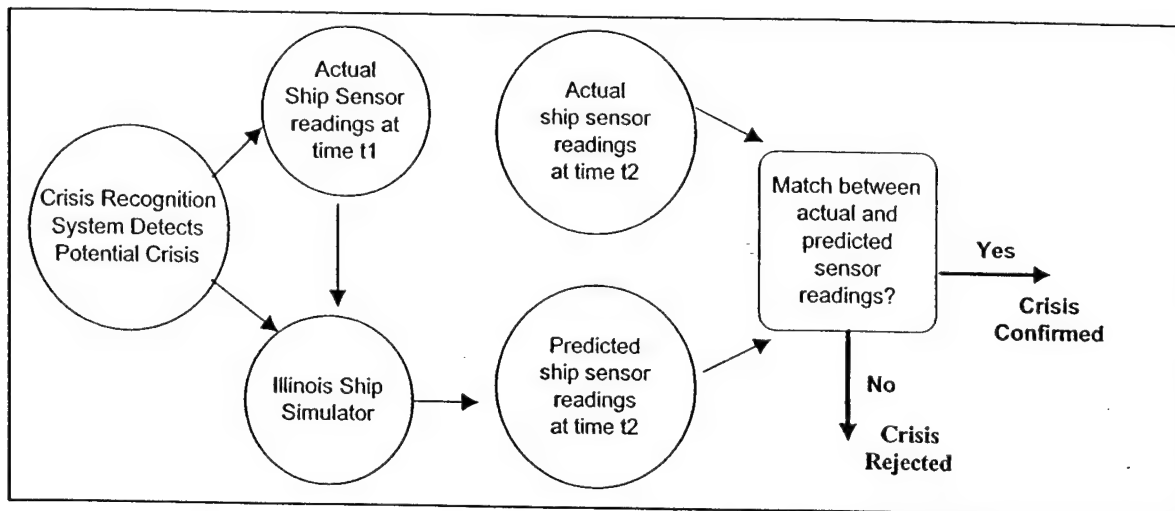 Actual
Ship Sensor
readings at
time t1
Actual
ship sensor
readings
at time t2
Crisis Recognition
System Detects
Potential Crisis
Match between
actual and
predicted
sensor
readings?
Yes
Crisis
Confirmed
Illinois Ship
Simulator
Predicted
ship sensor
readings
at time t2
No
Crisis
Rejected